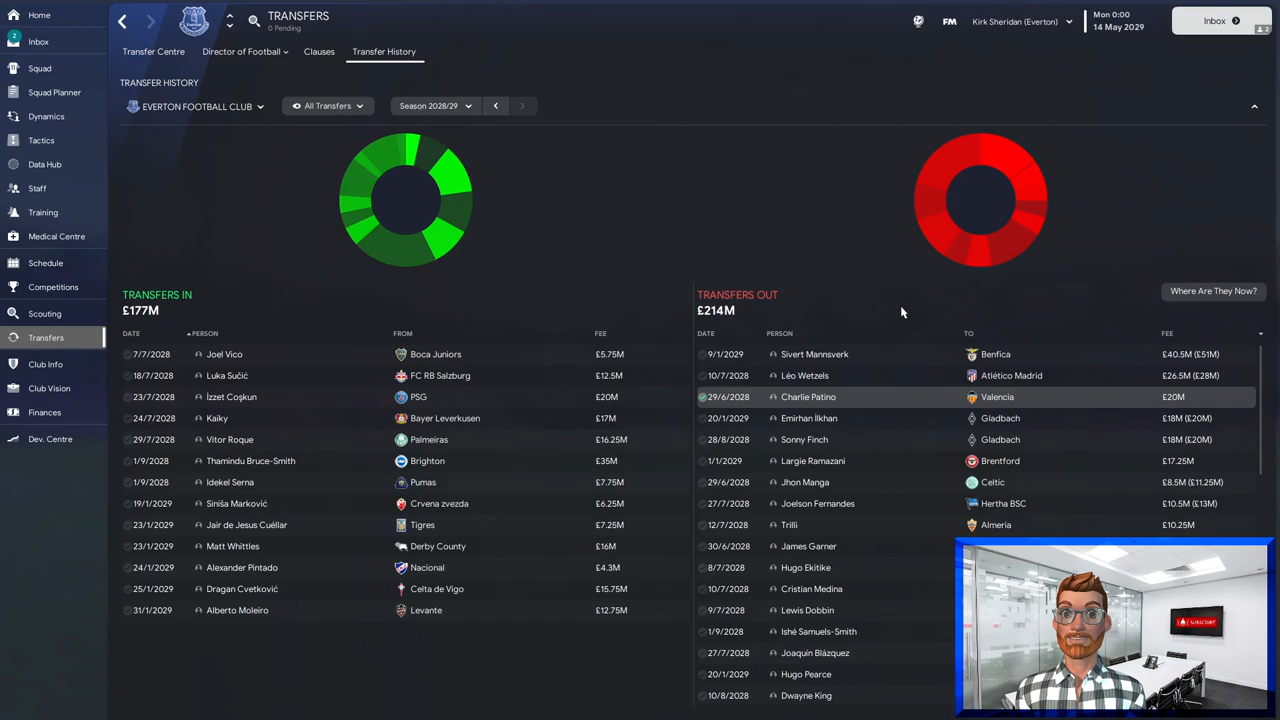 Home
2
Inbox
Squad
Squad Planner
Dynamics
Tactics
Data Hub
Staff
Training
Medical Centre
Schedule
Competitions
Scouting
Transfers
Club Info
Club Vision
Finances
Dev. Centre
TRANSFERS
0 Pending
FM
Kirk Sheridan (Everton)
Mon 0:00
14 May 2029
Inbox
2
Transfer Centre Director of Football Clauses Transfer History
TRANSFER HISTORY
EVERTON FOOTBALL CLUB All Transfers Season 2028/29
TRANSFERS IN
£177M
DATE PERSON FROM FEE
7/7/2028 Joel Vico Boca Juniors £5.75M
18/7/2028 Luka Sučić FC RB Salzburg £12.5M
23/7/2028 İzzet Coşkun PSG £20M
24/7/2028 Kaiky Bayer Leverkusen £17M
29/7/2028 Vitor Roque Palmeiras £16.25M
1/9/2028 Thamindu Bruce-Smith Brighton £35M
1/9/2028 Idekel Serna Pumas £7.75M
19/1/2029 Siniša Marković Crvena zvezda £6.25M
23/1/2029 Jair de Jesus Cuéllar Tigres £7.25M
23/1/2029 Matt Whittles Derby County £16M
24/1/2029 Alexander Pintado Nacional £4.3M
25/1/2029 Dragan Cvetković Celta de Vigo £15.75M
31/1/2029 Alberto Moleiro Levante £12.75M
TRANSFERS OUT
£214M
Where Are They Now?
DATE PERSON TO FEE
9/1/2029 Sivert Mannsverk Benfica £40.5M (£51M)
10/7/2028 Léo Wetzels Atlético Madrid £26.5M (£28M)
29/6/2028 Charlie Patino Valencia £20M
20/1/2029 Emirhan İlkhan Gladbach £18M (£20M)
28/8/2028 Sonny Finch Gladbach £18M (£20M)
1/1/2029 Largie Ramazani Brentford £17.25M
29/6/2028 Jhon Manga Celtic £8.5M (£11.25M)
27/7/2028 Joelson Fernandes Hertha BSC £10.5M (£13M)
12/7/2028 Trilli Almería £10.25M
30/6/2028 James Garner
8/7/2028 Hugo Ekitike
10/7/2028 Cristian Medina
9/7/2028 Lewis Dobbin
1/9/2028 Ishé Samuels-Smith
27/7/2028 Joaquín Blázquez
20/1/2029 Hugo Pearce
10/8/2028 Dwayne King
SUBSCRIBE